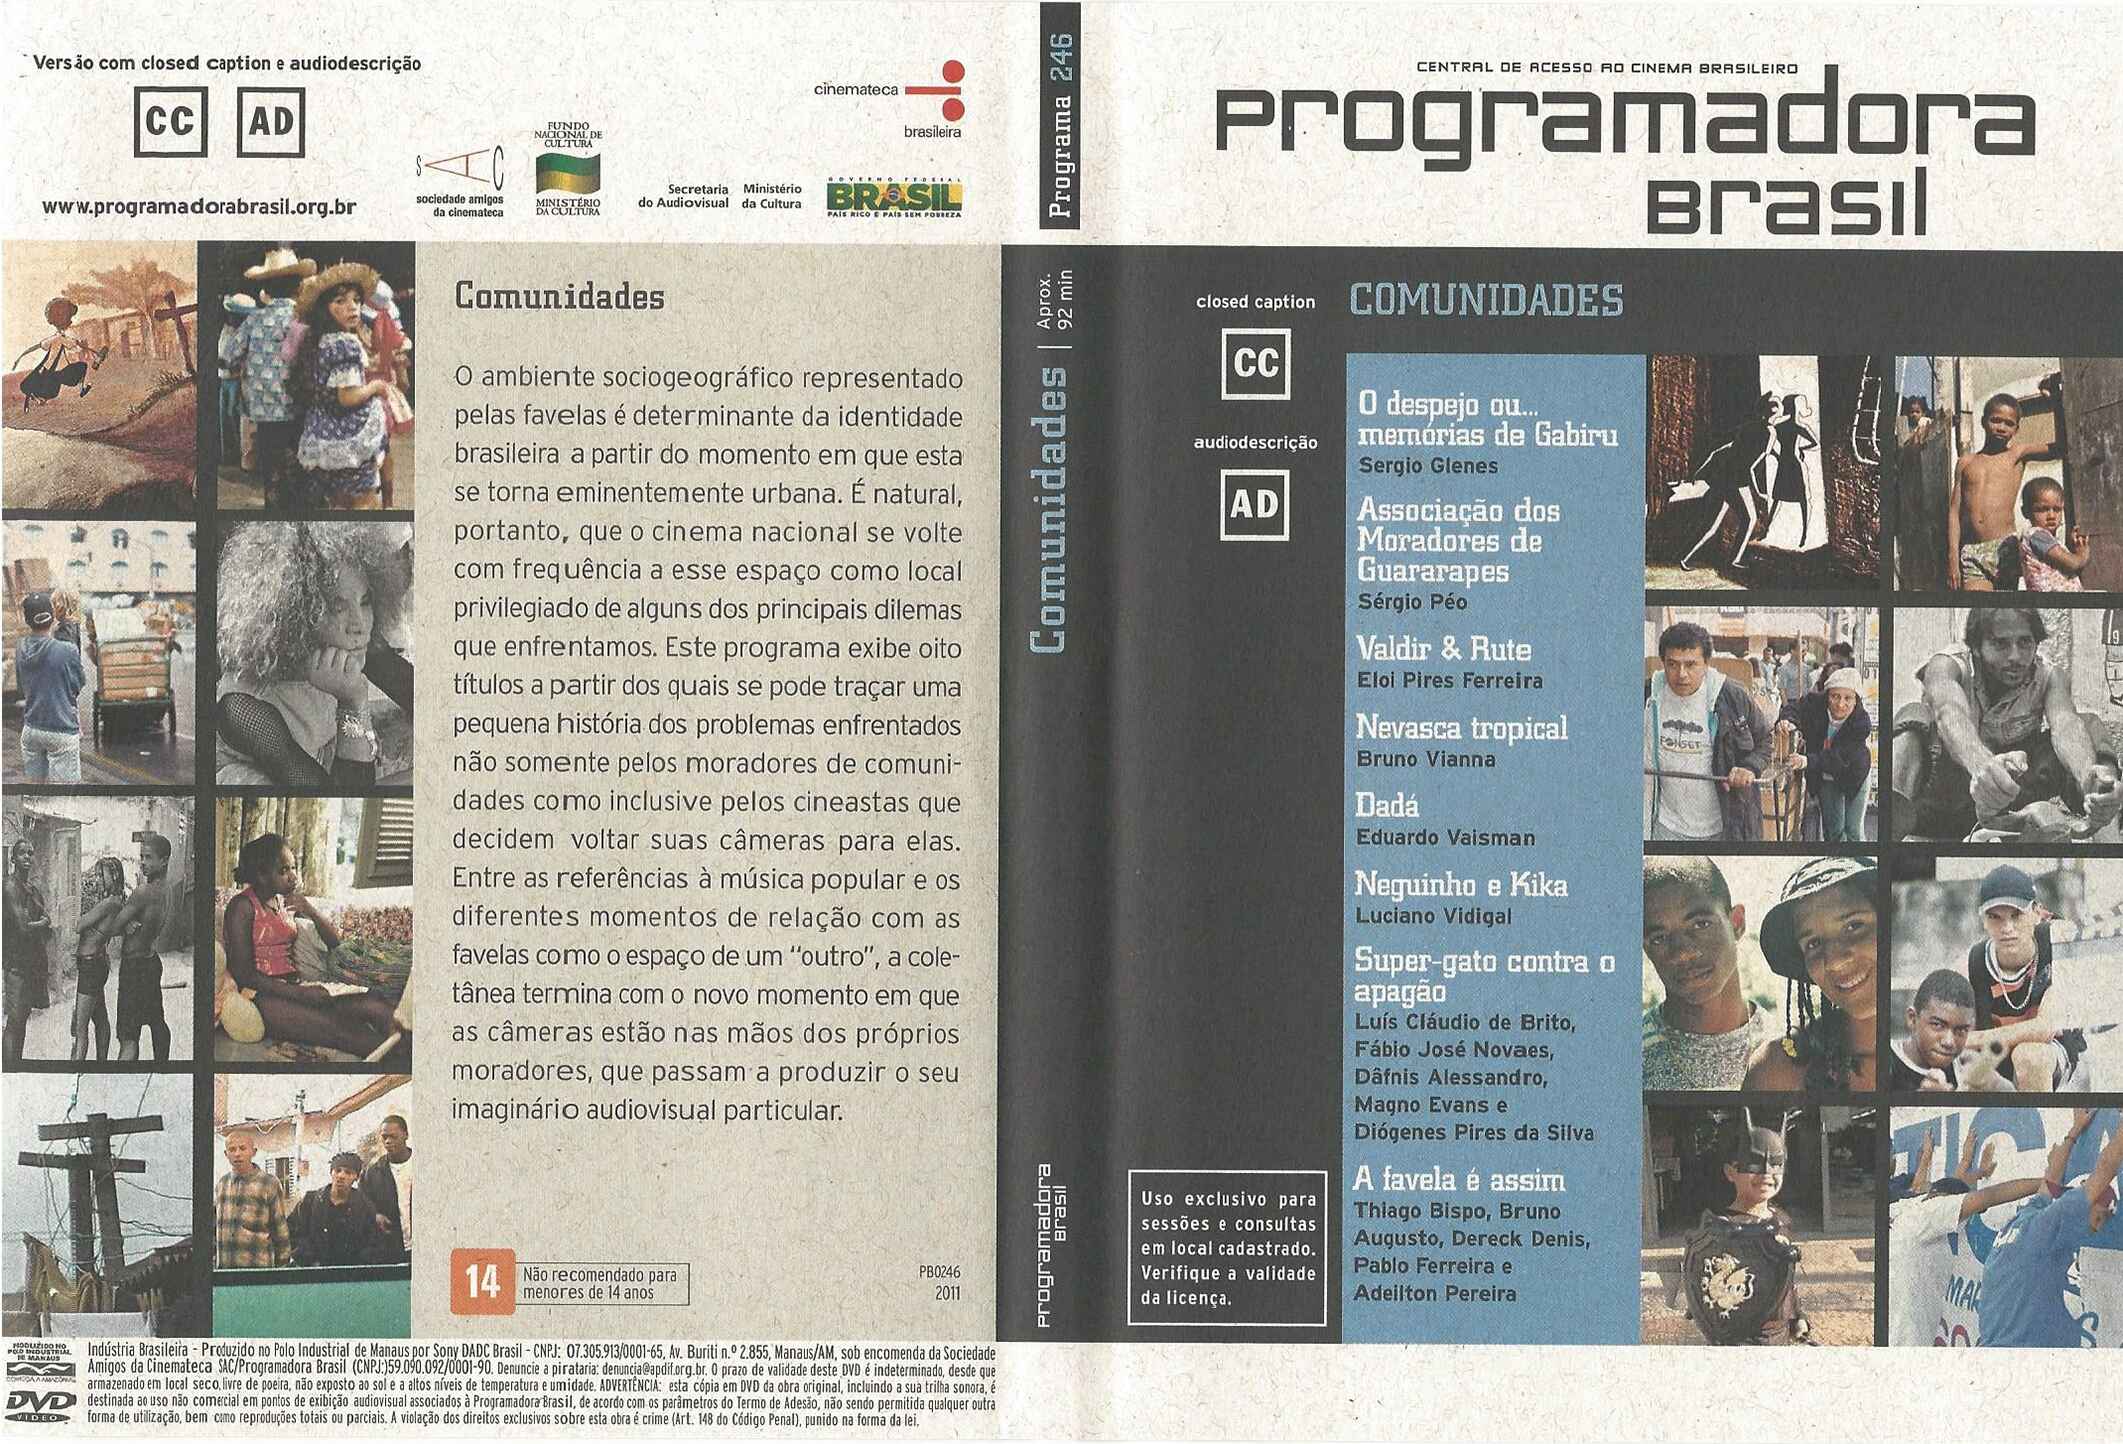 Versão com closed caption e audiodescrição
CC AD
www.programadorabrasil.org.br
SAC
sociedade amigos
da cinemateca
FUNDO
NACIONAL DE
CULTURA
MINISTÉRIO
DA CULTURA
Secretaria
do Audiovisual
Ministério
da Cultura
cinemateca
brasileira
GOVERNO FEDERAL
BRASIL
PAÍS RICO É PAÍS SEM POBREZA
Comunidades
O ambiente sociogeográfico representado
pelas favelas é determinante da identidade
brasileira a partir do momento em que esta
se torna eminentemente urbana. É natural,
portanto, que o cinema nacional se volte
com frequência a esse espaço como local
privilegiado de alguns dos principais dilemas
que enfrentamos. Este programa exibe oito
títulos a partir dos quais se pode traçar uma
pequena história dos problemas enfrentados
não somente pelos moradores de comuni-
dades como inclusive pelos cineastas que
decidem voltar suas câmeras para elas.
Entre as referências à música popular e os
diferentes momentos de relação com as
favelas como o espaço de um “outro”, a cole-
tânea termina com o novo momento em que
as câmeras estão nas mãos dos próprios
moradores, que passam a produzir o seu
imaginário audiovisual particular.
14
Não recomendado para
menores de 14 anos
PB0246
2011
PRODUZIDO NO
POLO INDUSTRIAL
DE MANAUS
CONHEÇA A AMAZÔNIA
DVD
VIDEO
Indústria Brasileira - Produzido no Polo Industrial de Manaus por Sony DADC Brasil - CNPJ: 07.305.913/0001-65, Av. Buriti n.º 2.855, Manaus/AM, sob encomenda da Sociedade
Amigos da Cinemateca SAC/Programadora Brasil (CNPJ:)59.090.092/0001-90. Denuncie a pirataria: denuncia@apdif.org.br. O prazo de validade deste DVD é indeterminado, desde que
armazenado em local seco, livre de poeira, não exposto ao sol e a altos níveis de temperatura e umidade. ADVERTÊNCIA: esta cópia em DVD da obra original, incluindo a sua trilha sonora, é
destinada ao uso não comercial em pontos de exibição audiovisual associados à Programadora Brasil, de acordo com os parâmetros do Termo de Adesão, não sendo permitida qualquer outra
forma de utilização, bem como reproduções totais ou parciais. A violação dos direitos exclusivos sobre esta obra é crime (Art. 148 do Código Penal), punido na forma da lei.
Programa 246
Comunidades | Aprox.
92 min
Programadora
Brasil
CENTRAL DE ACESSO AO CINEMA BRASILEIRO
Programadora
Brasil
closed caption
CC
audiodescrição
AD
COMUNIDADES
O despejo ou...
memórias de Gabiru
Sergio Glenes
Associação dos
Moradores de
Guararapes
Sérgio Péo
Valdir & Rute
Eloi Pires Ferreira
Nevasca tropical
Bruno Vianna
Dadá
Eduardo Vaisman
Neguinho e Kika
Luciano Vidigal
Super-gato contra o
apagão
Luís Cláudio de Brito,
Fábio José Novaes,
Dâfnis Alessandro,
Magno Evans e
Diógenes Pires da Silva
A favela é assim
Thiago Bispo, Bruno
Augusto, Dereck Denis,
Pablo Ferreira e
Adeilton Pereira
Uso exclusivo para
sessões e consultas
em local cadastrado.
Verifique a validade
da licença.